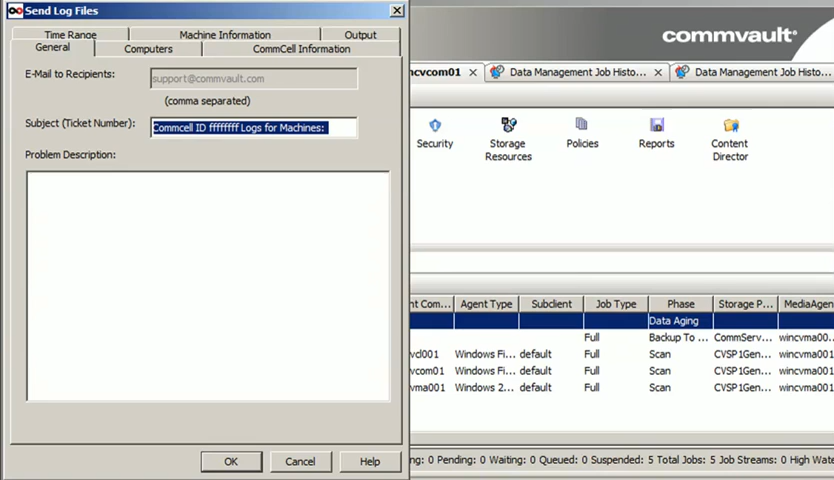 Send Log Files
Time Range Machine Information Output
General Computers CommCell Information
E-Mail to Recipients: support@commvault.com
(comma separated)
Subject (Ticket Number): Commcell ID ffffffff Logs for Machines:
Problem Description:
OK Cancel Help
commvault
ncvcom01 Data Management Job Histo... Data Management Job Histo...
Security Storage Resources Policies Reports Content Director
nt Com... Agent Type Subclient Job Type Phase Storage P... MediaAgen
Data Aging
Full Backup To ... CommServ... wincvma00...
vcl001 Windows Fi... default Full Scan CVSP1Gen... wincvma001
vcom01 Windows Fi... default Full Scan CVSP1Gen... wincvma001
vma001 Windows 2... default Full Scan CVSP1Gen... wincvma001
ng: 0 Pending: 0 Waiting: 0 Queued: 0 Suspended: 5 Total Jobs: 5 Job Streams: 0 High Wate